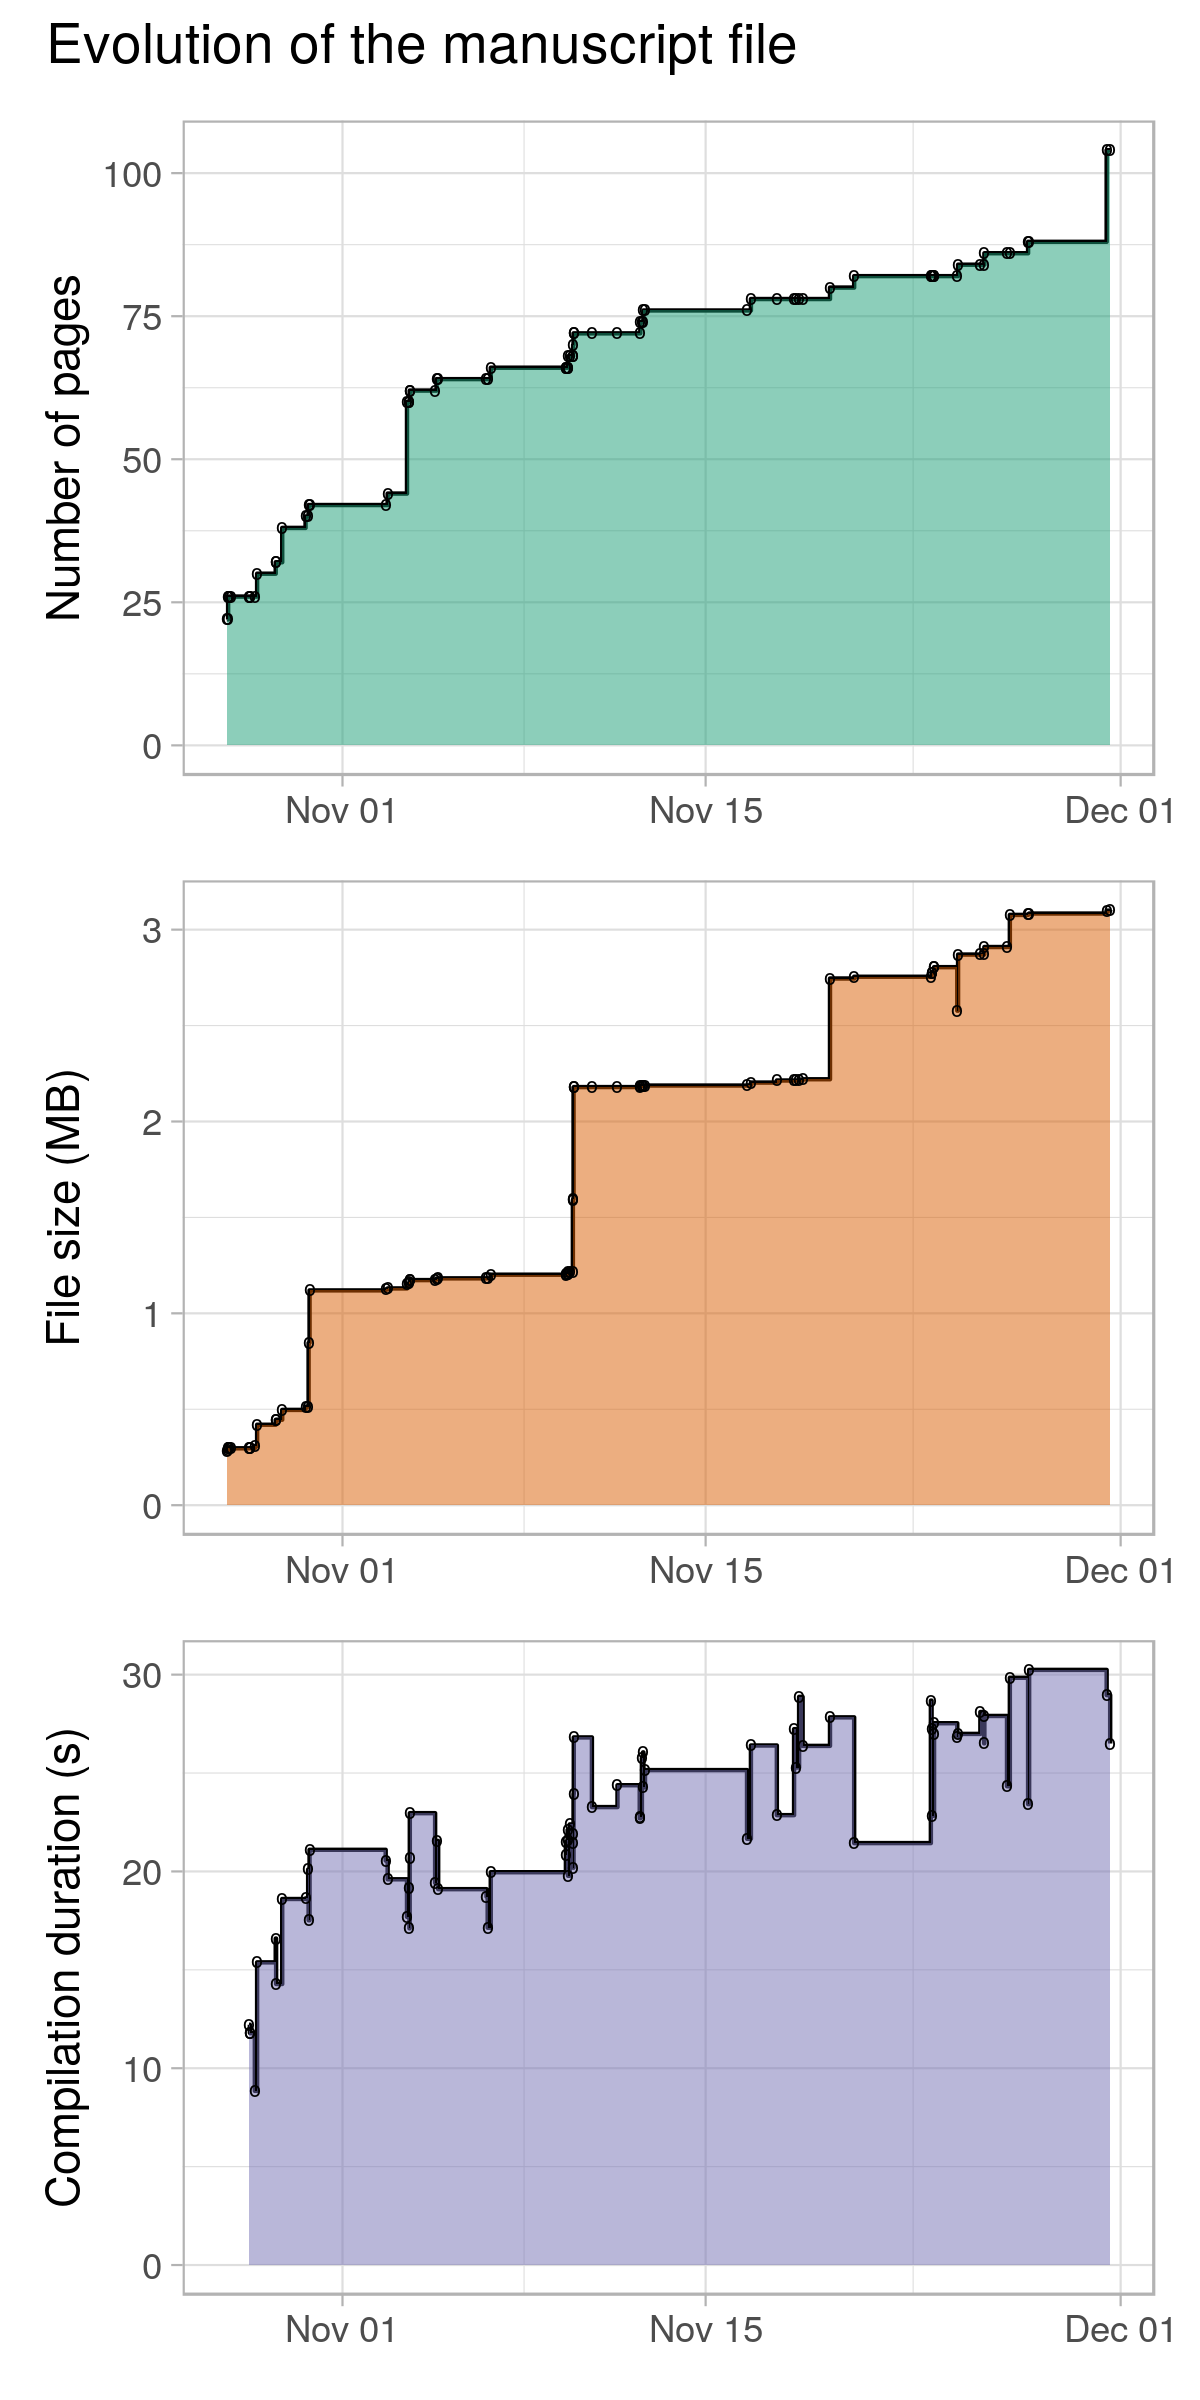 Evolution of the manuscript file
Number of pages
100
75
50
25
0
Nov 01 Nov 15 Dec 01
File size (MB)
3
2
1
0
Nov 01 Nov 15 Dec 01
Compilation duration (s)
30
20
10
0
Nov 01 Nov 15 Dec 01